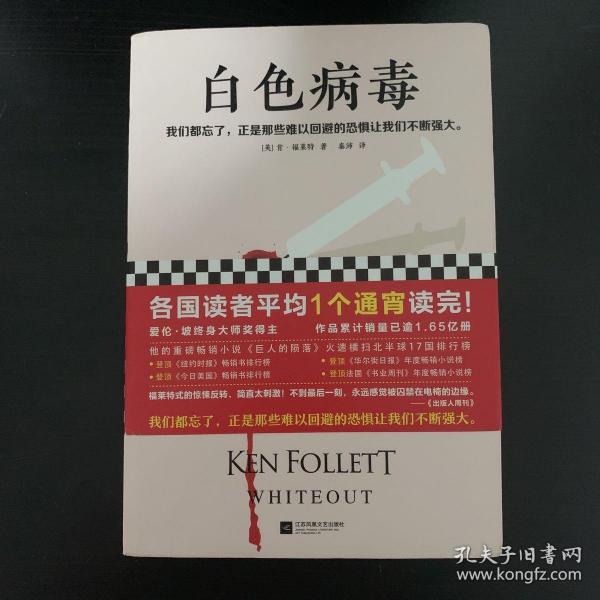 白色病毒
我们都忘了，正是那些难以回避的恐惧让我们不断强大。
[英] 肯·福莱特 著 秦沛 译
各国读者平均1个通宵读完！
爱伦·坡终身大师奖得主 作品累计销量已逾1.65亿册
他的重磅畅销小说《巨人的陨落》火速横扫北半球17国排行榜
登顶《纽约时报》畅销书排行榜 登顶《华尔街日报》年度畅销小说榜
登顶《今日美国》畅销书排行榜 登顶法国《书业周刊》年度畅销小说榜
福莱特式的惊悚反转、简直太刺激！不到最后一刻，永远感觉被囚禁在电椅的边缘。
——《出版人周刊》
我们都忘了，正是那些难以回避的恐惧让我们不断强大。
KEN FOLLETT
WHITEOUT
江苏凤凰文艺出版社
孔夫子旧书网
www.kongfz.com